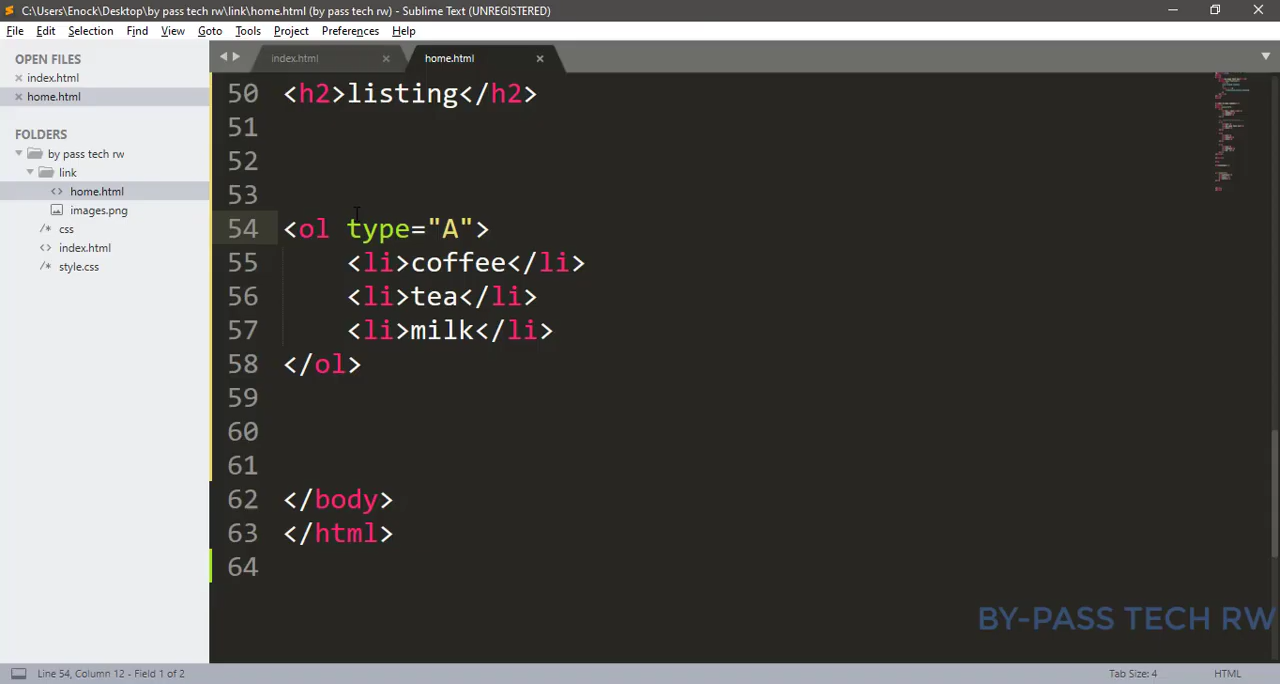 C:\Users\Enock\Desktop\by pass tech rw\link\home.html (by pass tech rw) - Sublime Text (UNREGISTERED)
File Edit Selection Find View Goto Tools Project Preferences Help
OPEN FILES
index.html
home.html
FOLDERS
by pass tech rw
link
home.html
images.png
css
index.html
style.css
index.html home.html
50 <h2>listing</h2>
51
52
53
54 <ol type="A">
55 <li>coffee</li>
56 <li>tea</li>
57 <li>milk</li>
58 </ol>
59
60
61
62 </body>
63 </html>
64
BY-PASS TECH RW
Line 54, Column 12 - Field 1 of 2 Tab Size: 4 HTML